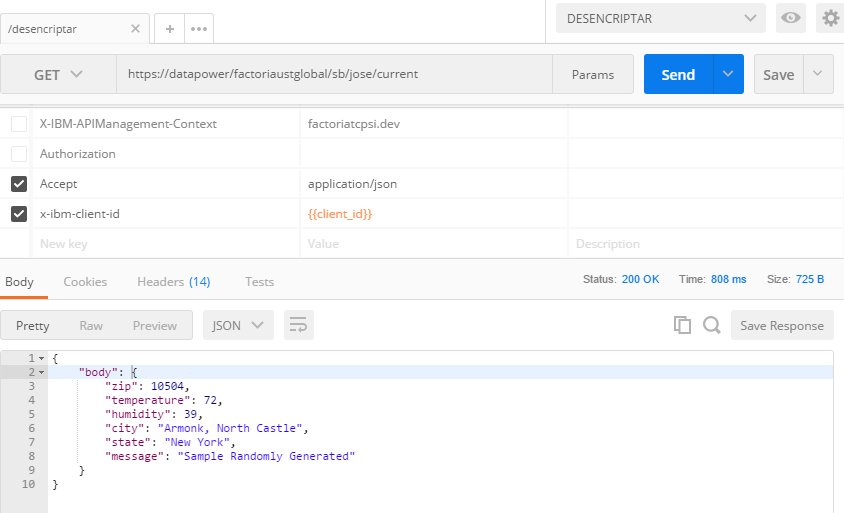 /desencriptar
DESENCRIPTAR
GET https://datapower/factoriaustglobal/sb/jose/current Params Send Save
X-IBM-APIManagement-Context factoriatcpsi.dev
Authorization
Accept application/json
x-ibm-client-id {{client_id}}
New key Value Description
Body Cookies Headers (14) Tests Status: 200 OK Time: 808 ms Size: 725 B
Pretty Raw Preview JSON Save Response
1 {
2 "body": {
3 "zip": 10504,
4 "temperature": 72,
5 "humidity": 39,
6 "city": "Armonk, North Castle",
7 "state": "New York",
8 "message": "Sample Randomly Generated"
9 }
10 }